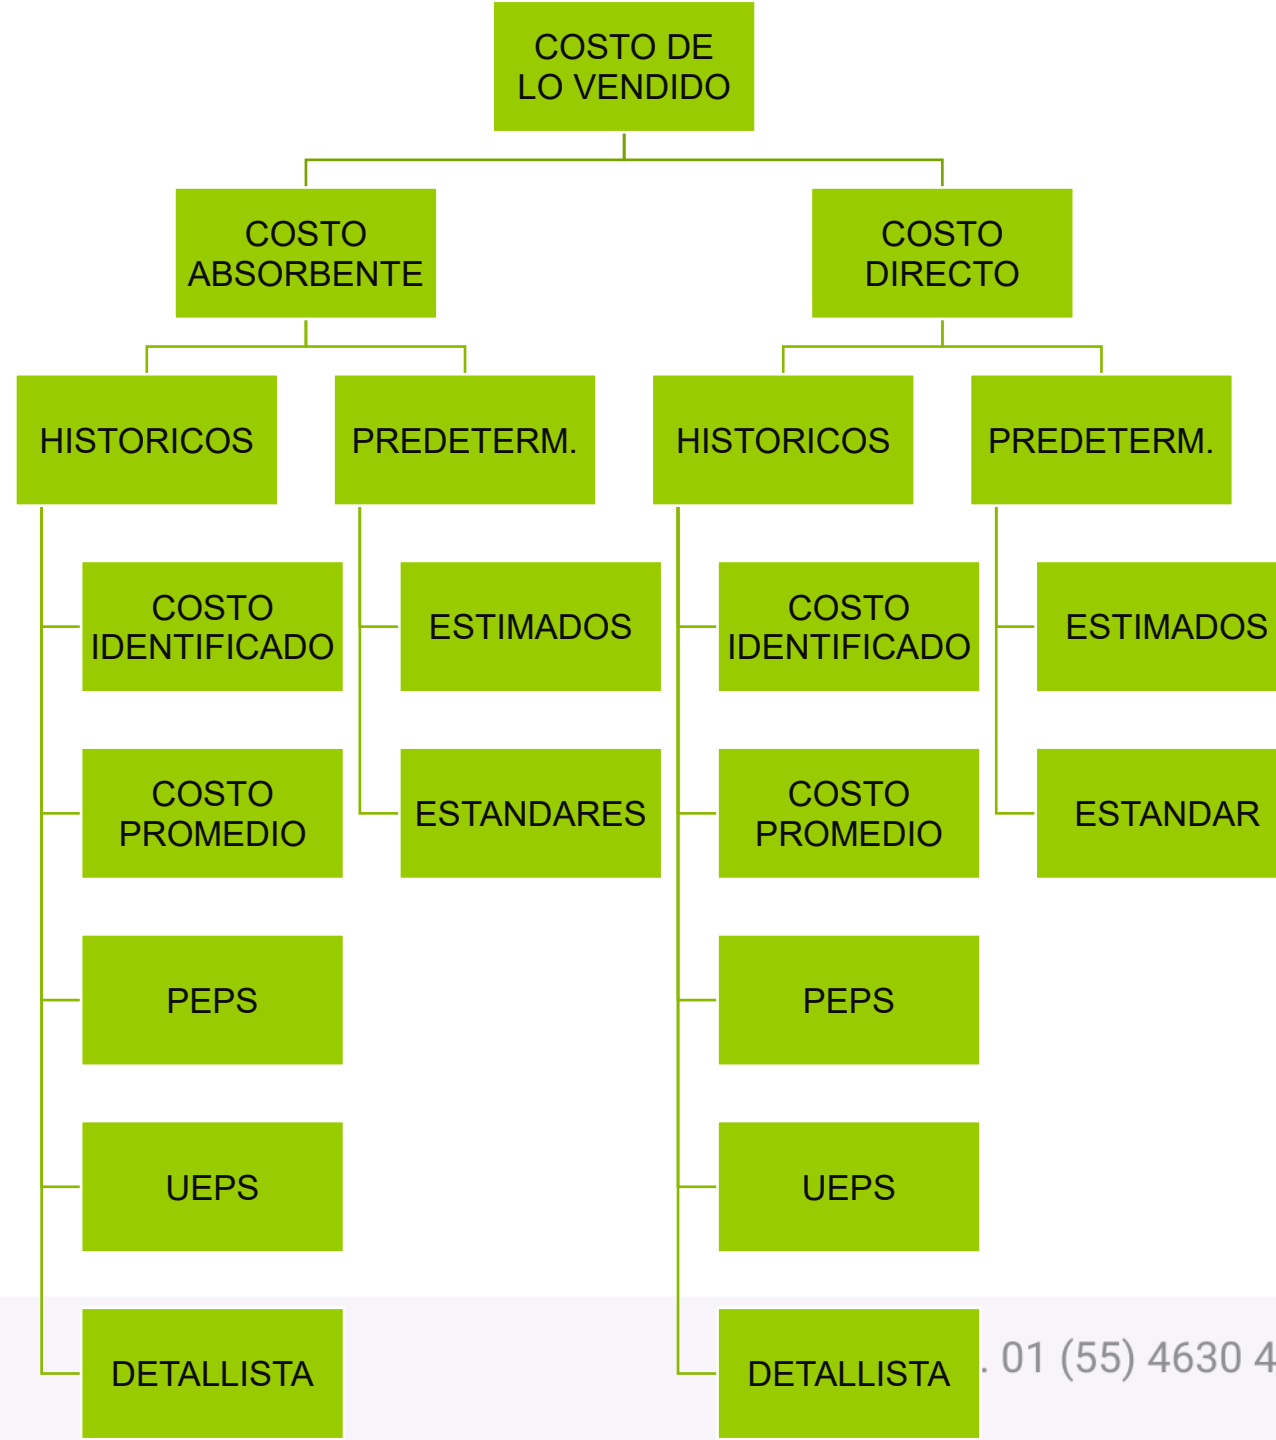 COSTO DE
LO VENDIDO
COSTO
ABSORBENTE
COSTO
DIRECTO
HISTORICOS
PREDETERM.
HISTORICOS
PREDETERM.
COSTO
IDENTIFICADO
ESTIMADOS
COSTO
IDENTIFICADO
ESTIMADOS
COSTO
PROMEDIO
ESTANDARES
COSTO
PROMEDIO
ESTANDAR
PEPS
PEPS
UEPS
UEPS
DETALLISTA
DETALLISTA
. 01 (55) 4630 4